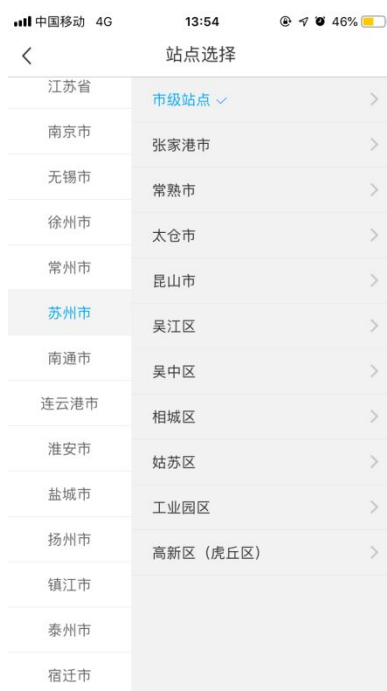 中国移动 4G 13:54 46%
站点选择
江苏省
南京市
无锡市
徐州市
常州市
苏州市
南通市
连云港市
淮安市
盐城市
扬州市
镇江市
泰州市
宿迁市
市级站点
张家港市
常熟市
太仓市
昆山市
吴江区
吴中区
相城区
姑苏区
工业园区
高新区（虎丘区）